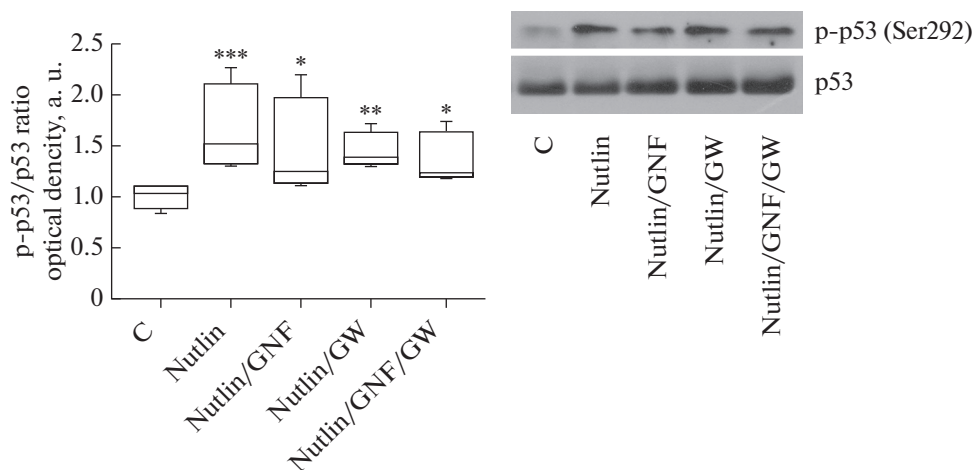 p-p53/p53 ratio
optical dencity, a. u.
2.5
2.0
1.5
1.0
0.5
0
***
*
**
*
C
Nutlin
Nutlin/GNF
Nutlin/GW
Nutlin/GNF/GW
p-p53 (Ser292)
p53
C
Nutlin
Nutlin/GNF
Nutlin/GW
Nutlin/GNF/GW